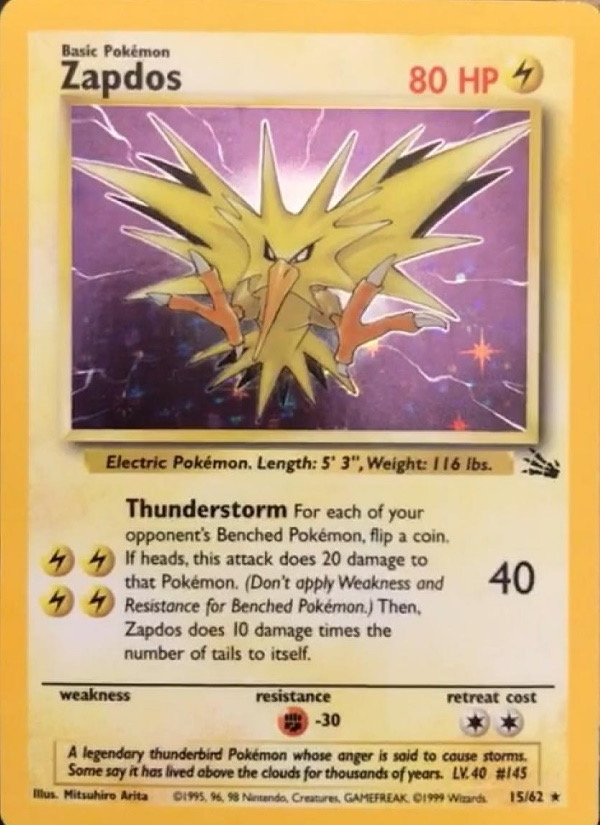 Basic Pokémon
Zapdos
80 HP
Electric Pokémon. Length: 5' 3", Weight: 116 lbs.
Thunderstorm For each of your
opponent's Benched Pokémon, flip a coin.
If heads, this attack does 20 damage to
that Pokémon. (Don't apply Weakness and
Resistance for Benched Pokémon.) Then,
Zapdos does 10 damage times the
number of tails to itself.
40
weakness
resistance
retreat cost
-30
A legendary thunderbird Pokémon whose anger is said to cause storms.
Some say it has lived above the clouds for thousands of years. LV. 40 #145
Illus. Mitsuhiro Arita ©1995, 96, 98 Nintendo, Creatures, GAMEFREAK. ©1999 Wizards. 15/62 ★